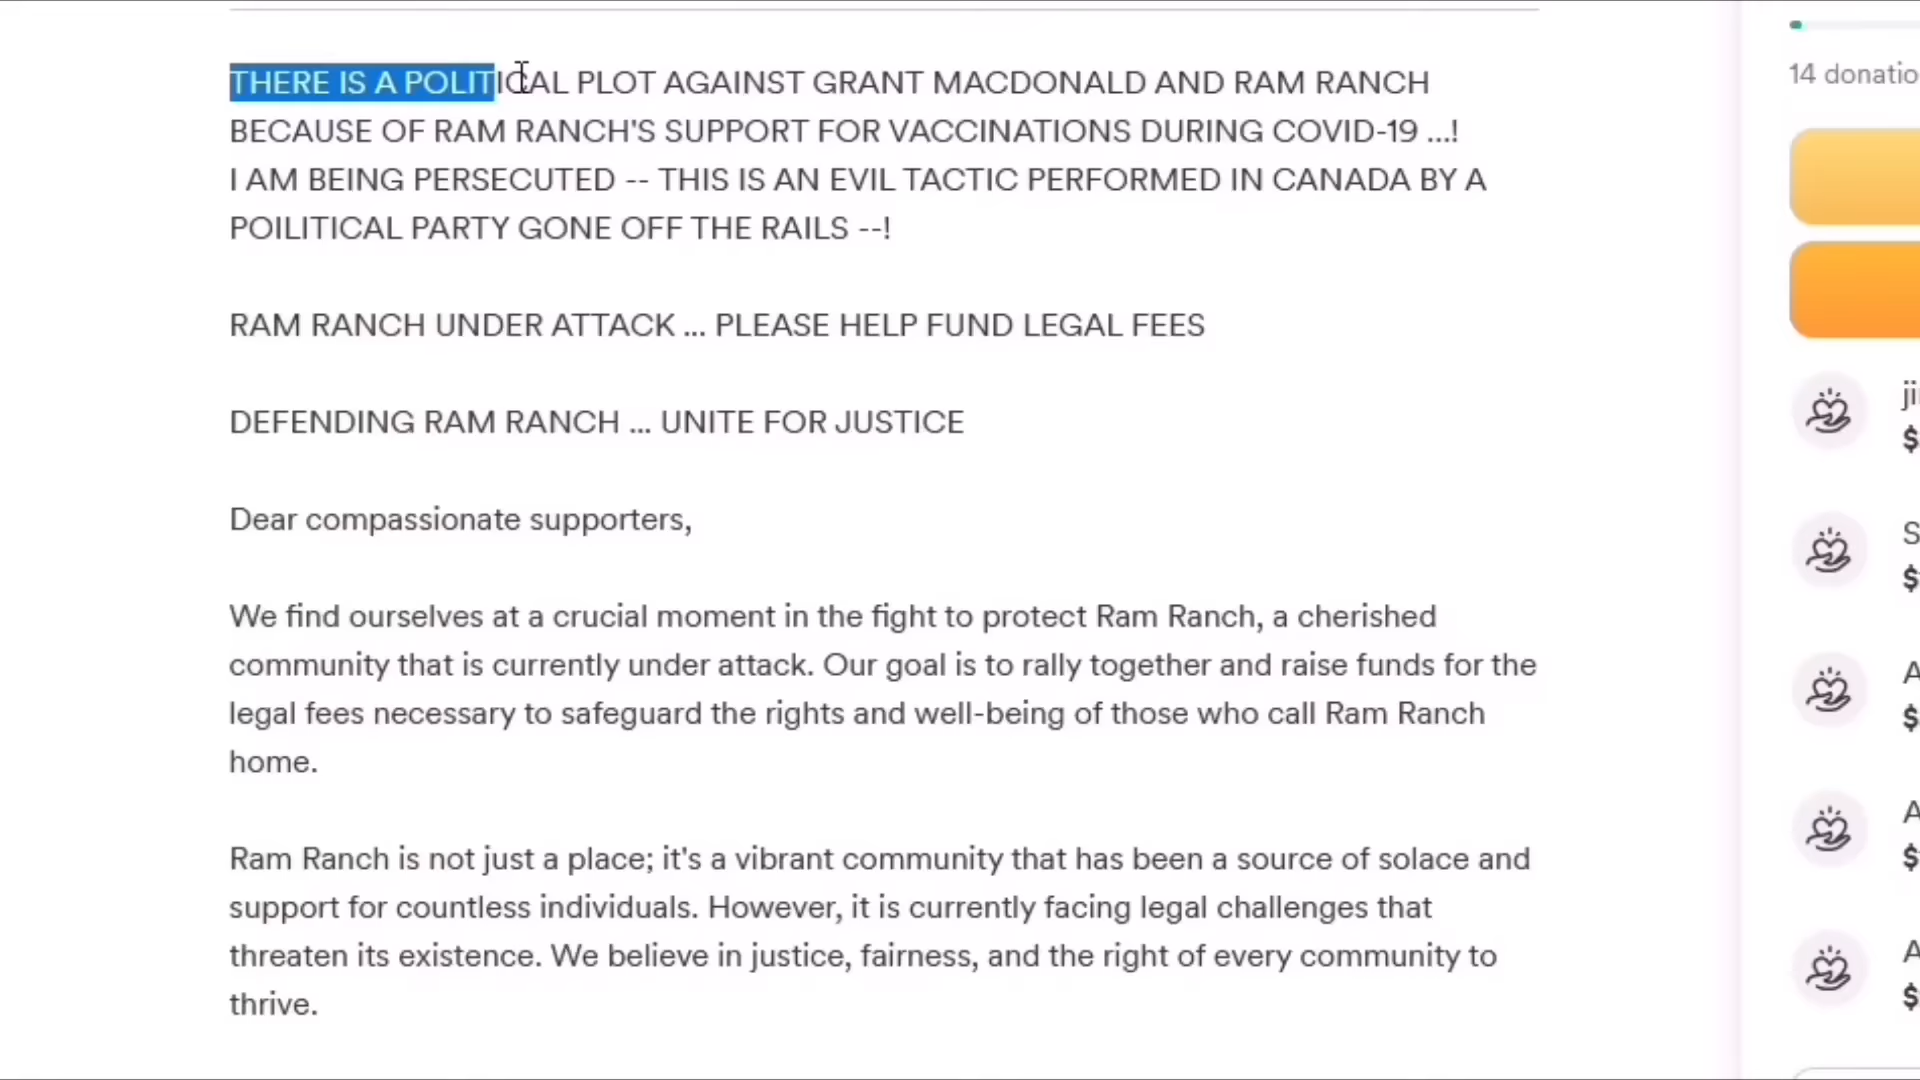 THERE IS A POLITICAL PLOT AGAINST GRANT MACDONALD AND RAM RANCH
BECAUSE OF RAM RANCH'S SUPPORT FOR VACCINATIONS DURING COVID-19 ...!
I AM BEING PERSECUTED -- THIS IS AN EVIL TACTIC PERFORMED IN CANADA BY A
POILITICAL PARTY GONE OFF THE RAILS --!
RAM RANCH UNDER ATTACK ... PLEASE HELP FUND LEGAL FEES
DEFENDING RAM RANCH ... UNITE FOR JUSTICE
Dear compassionate supporters,
We find ourselves at a crucial moment in the fight to protect Ram Ranch, a cherished
community that is currently under attack. Our goal is to rally together and raise funds for the
legal fees necessary to safeguard the rights and well-being of those who call Ram Ranch
home.
Ram Ranch is not just a place; it's a vibrant community that has been a source of solace and
support for countless individuals. However, it is currently facing legal challenges that
threaten its existence. We believe in justice, fairness, and the right of every community to
thrive.
14 donatio
$
S
$
A
$
A
$
A
$